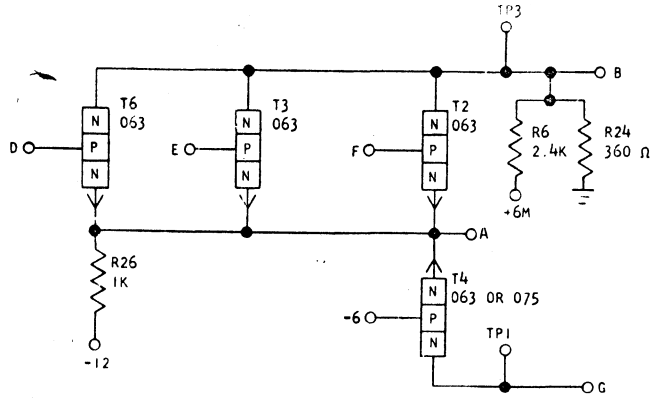 TP3
B
T6
063
N
P
N
D
T3
063
N
P
N
E
T2
063
N
P
N
F
R6
2.4K
+6M
R24
360 Ω
A
R26
1K
-12
T4
063 OR 075
N
P
N
-6
TP1
G